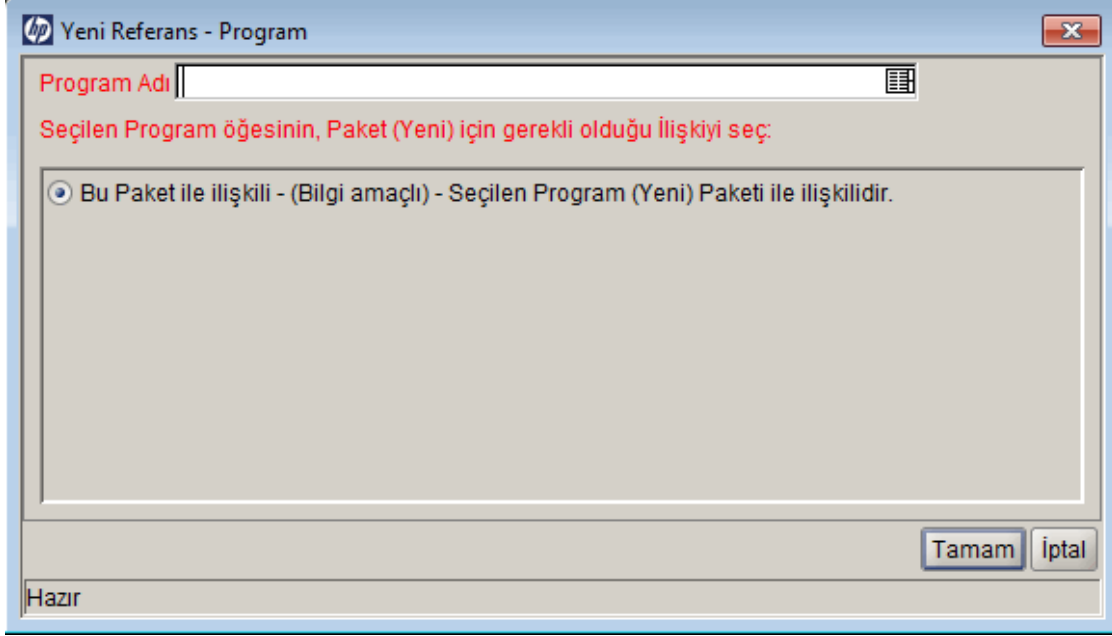 hp Yeni Referans - Program
Program Adı
Seçilen Program öğesinin, Paket (Yeni) için gerekli olduğu İlişkiyi seç:
Bu Paket ile ilişkili - (Bilgi amaçlı) - Seçilen Program (Yeni) Paketi ile ilişkilidir.
Tamam İptal
Hazır